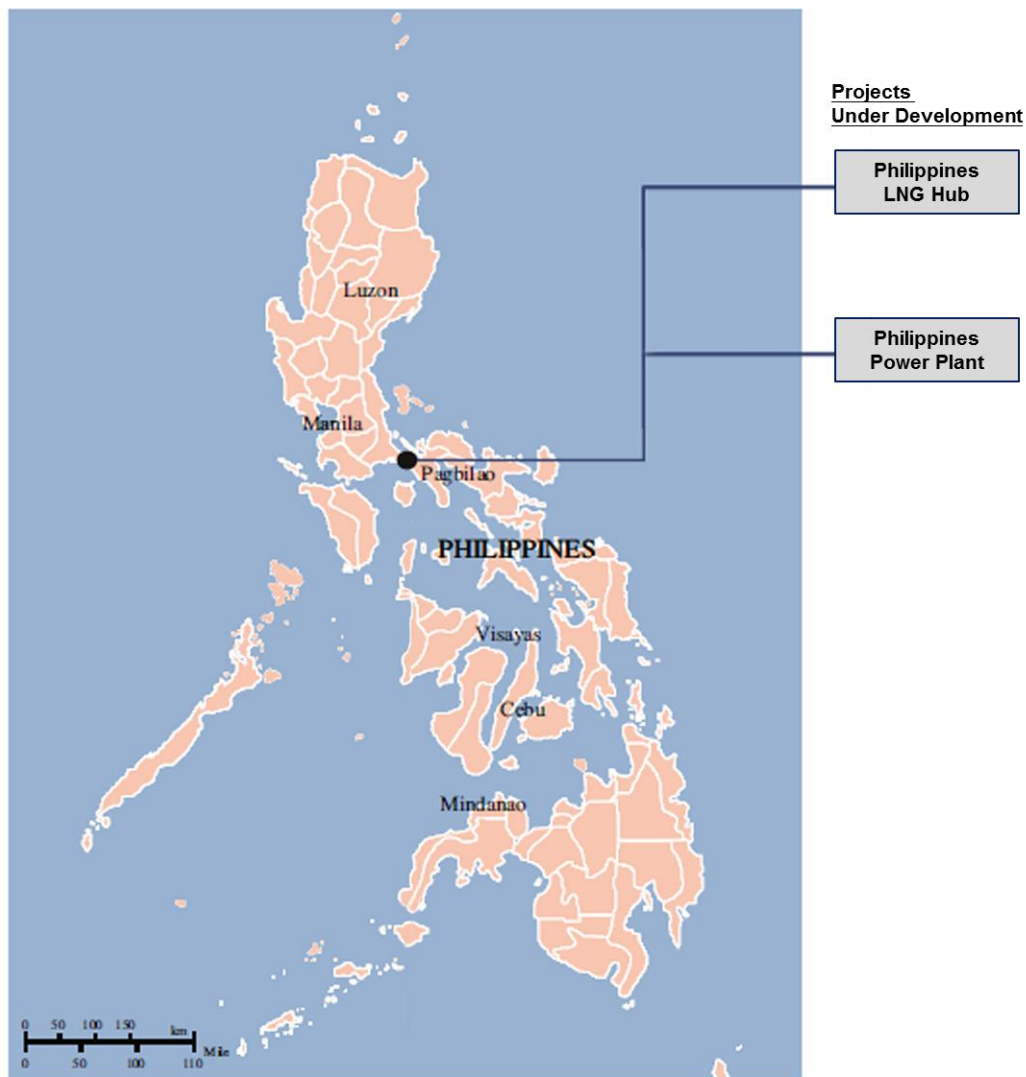 Projects
Under Development
Philippines
LNG Hub
Philippines
Power Plant
Luzon
Manila
Pagbilao
PHILIPPINES
Visayas
Cebu
Mindanao
0 50 100 150 km
Mile
0 50 100 110